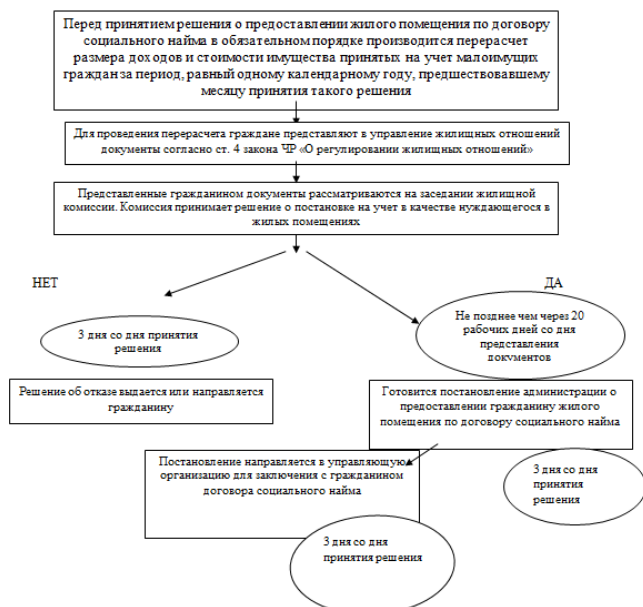 Перед принятием решения о предоставлении жилого помещения по договору
социального найма в обязательном порядке производится перерасчет
размера доходов и стоимости имущества принятых на учет малоимущих
граждан за период, равный одному календарному году, предшествовавшему
месяцу принятия такого решения
Для проведения перерасчета граждане представляют в управление жилищных отношений
документы согласно ст. 4 закона ЧР «О регулировании жилищных отношений»
Представленные гражданином документы рассматриваются на заседании жилищной
комиссии. Комиссия принимает решение о постановке на учет в качестве нуждающегося в
жилых помещениях
НЕТ
ДА
3 дня со дня принятия
решения
Не позднее чем через 20
рабочих дней со дня
представления
документов
Решение об отказе выдается или направляется
гражданину
Готовится постановление администрации о
предоставлении гражданину жилого
помещения по договору социального найма
Постановление направляется в управляющую
организацию для заключения с гражданином
договора социального найма
3 дня со дня
принятия
решения
3 дня со дня
принятия решения